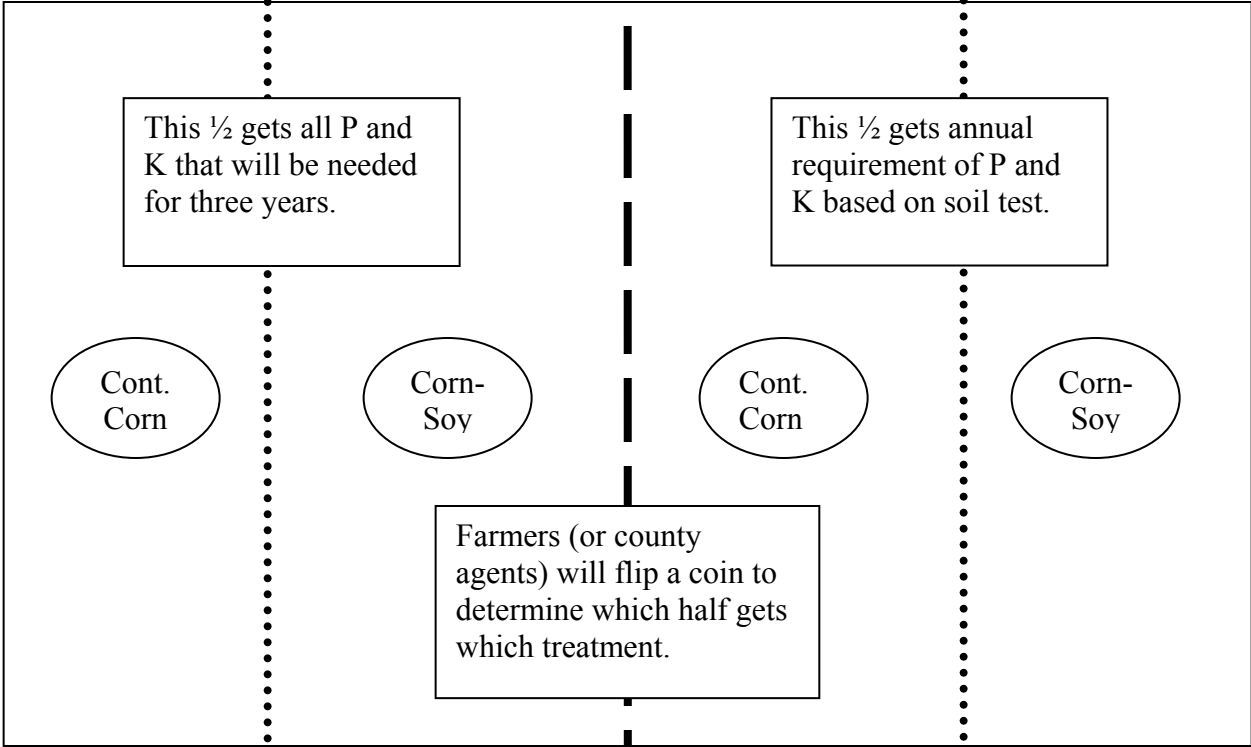 This ½ gets all P and
K that will be needed
for three years.
This ½ gets annual
requirement of P and
K based on soil test.
Cont.
Corn
Corn-
Soy
Cont.
Corn
Corn-
Soy
Farmers (or county
agents) will flip a coin to
determine which half gets
which treatment.